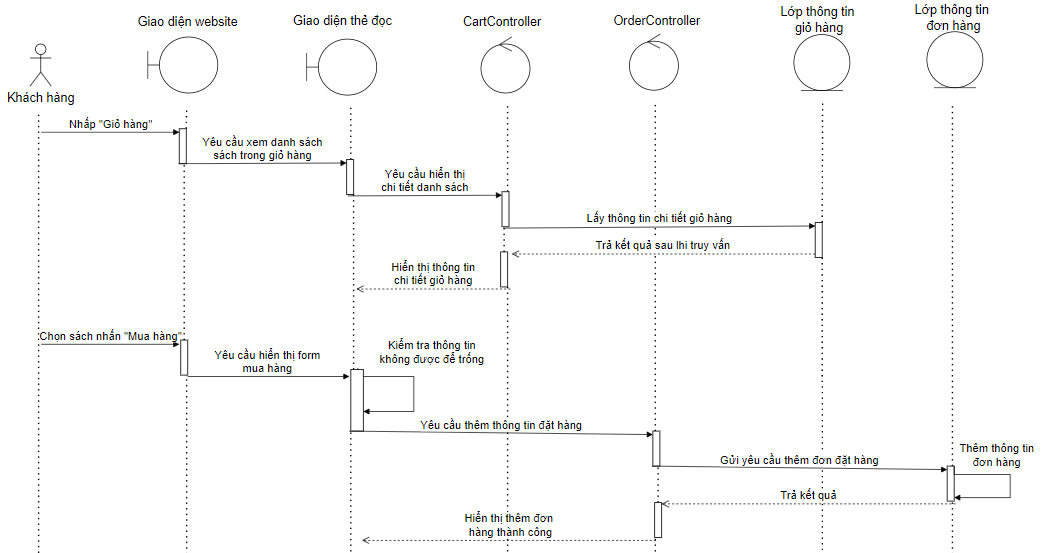 Giao diện website
Giao diện thẻ đọc
CartController
OrderController
Lớp thông tin
giỏ hàng
Lớp thông tin
đơn hàng
Khách hàng
Nhấp "Giỏ hàng"
Yêu cầu xem danh sách
sách trong giỏ hàng
Yêu cầu hiển thị
chi tiết danh sách
Lấy thông tin chi tiết giỏ hàng
Trả kết quả sau lhi truy vấn
Hiển thị thông tin
chi tiết giỏ hàng
Chọn sách nhấn "Mua hàng"
Yêu cầu hiển thị form
mua hàng
Kiểm tra thông tin
không được để trống
Yêu cầu thêm thông tin đặt hàng
Gửi yêu cầu thêm đơn đặt hàng
Thêm thông tin
đơn hàng
Trả kết quả
Hiển thị thêm đơn
hàng thành công